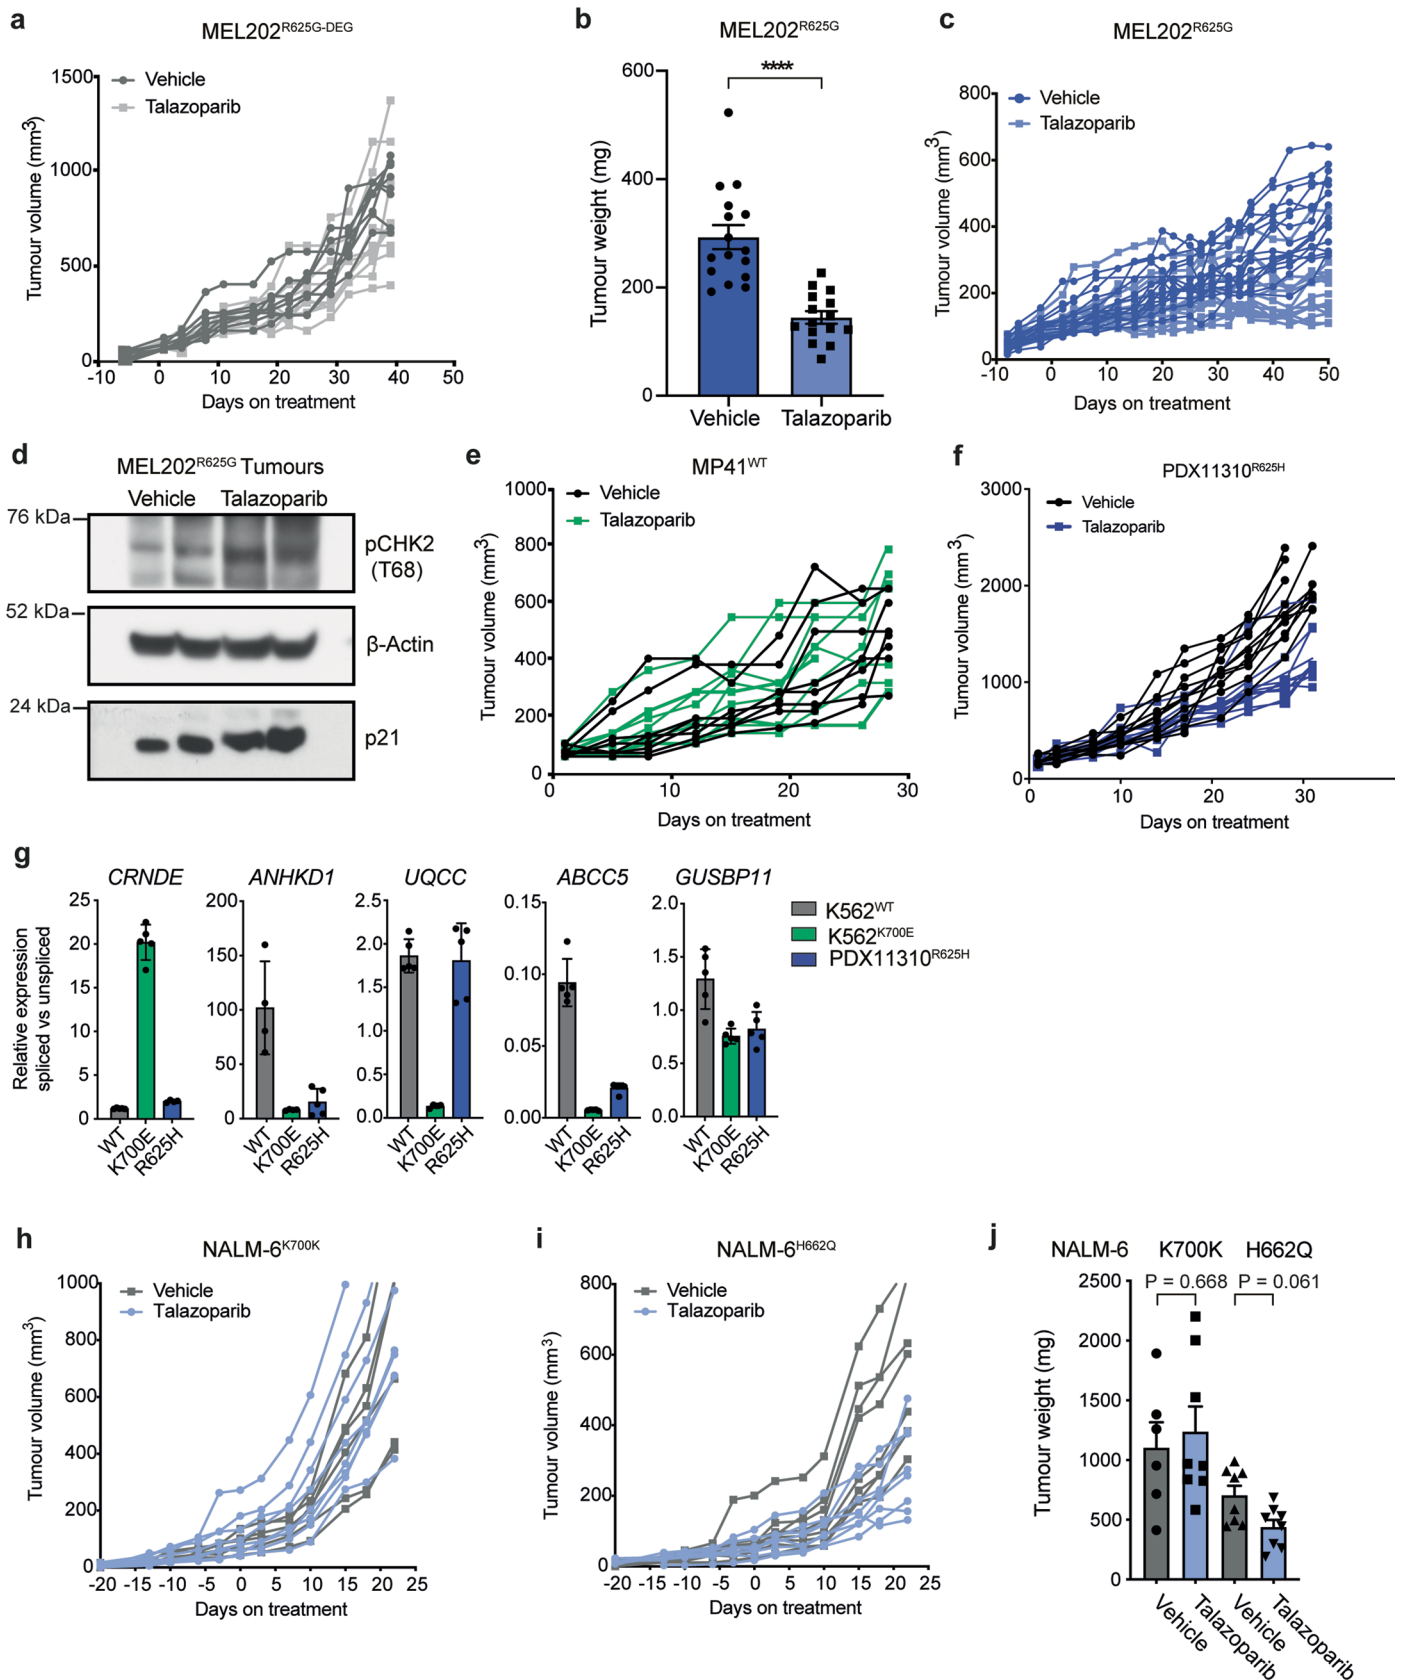 a
MEL202R625G-DEG
Vehicle
Talazoparib
Tumour volume (mm3)
1500
1000
500
0
-10 0 10 20 30 40 50
Days on treatment
b
MEL202R625G
****
Tumour weight (mg)
600
400
200
0
Vehicle Talazoparib
c
MEL202R625G
Vehicle
Talazoparib
Tumour volume (mm3)
800
600
400
200
0
-10 0 10 20 30 40 50
Days on treatment
d
MEL202R625G Tumours
Vehicle Talazoparib
76 kDa
pCHK2
(T68)
52 kDa
β-Actin
24 kDa
p21
e
MP41WT
Vehicle
Talazoparib
Tumour volume (mm3)
1000
800
600
400
200
0
0 10 20 30
Days on treatment
f
PDX11310R625H
Vehicle
Talazoparib
Tumour volume (mm3)
3000
2000
1000
0
0 10 20 30
Days on treatment
g
Relative expression
spliced vs unspliced
CRNDE
25
20
15
10
5
0
WT K700E R625H
ANHKD1
200
150
100
50
0
WT K700E R625H
UQCC
2.5
2.0
1.5
1.0
0.5
0.0
WT K700E R625H
ABCC5
0.15
0.10
0.05
0.00
WT K700E R625H
GUSBP11
2.0
1.5
1.0
0.5
0.0
WT K700E R625H
K562WT
K562K700E
PDX11310R625H
h
NALM-6K700K
Vehicle
Talazoparib
Tumour volume (mm3)
1000
800
600
400
200
0
-20 -15 -10 -5 0 5 10 15 20 25
Days on treatment
i
NALM-6H662Q
Vehicle
Talazoparib
Tumour volume (mm3)
800
600
400
200
0
-20 -15 -10 -5 0 5 10 15 20 25
Days on treatment
j
NALM-6 K700K H662Q
P = 0.668 P = 0.061
Tumour weight (mg)
2500
2000
1500
1000
500
0
Vehicle Talazoparib Vehicle Talazoparib